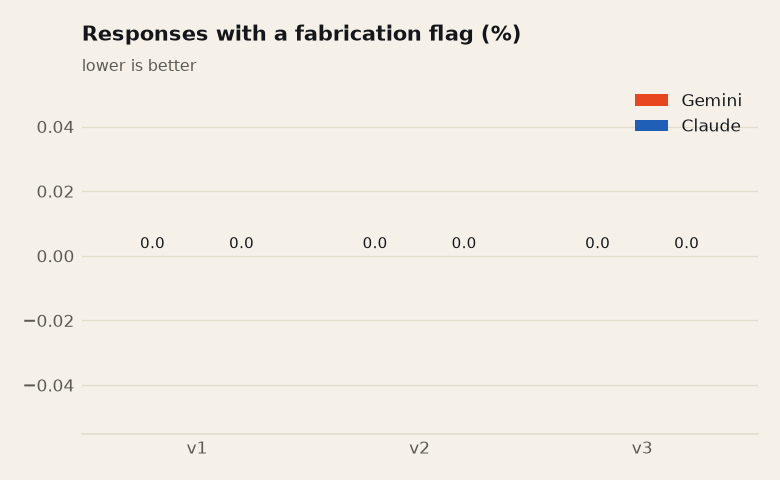 Responses with a fabrication flag (%)
lower is better
Gemini
Claude
0.04
0.02
0.00
−0.02
−0.04
0.0 0.0 0.0 0.0 0.0 0.0
v1 v2 v3